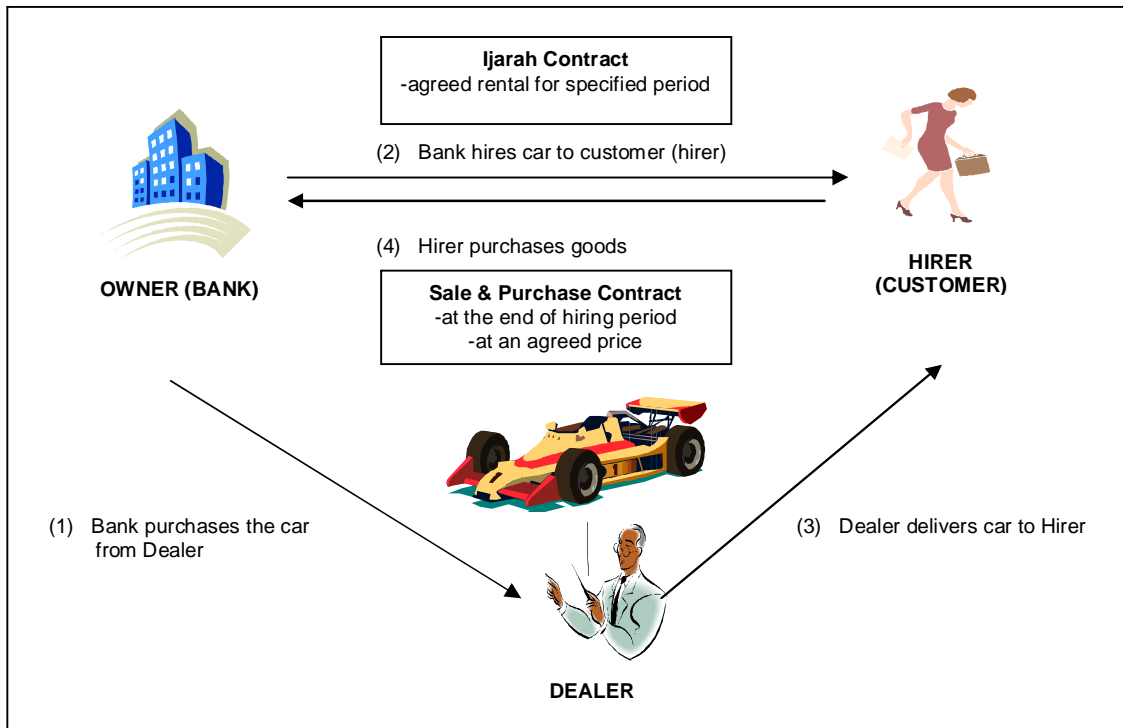 Ijarah Contract
-agreed rental for specified period
(2) Bank hires car to customer (hirer)
(4) Hirer purchases goods
OWNER (BANK)
HIRER
(CUSTOMER)
Sale & Purchase Contract
-at the end of hiring period
-at an agreed price
1
(1) Bank purchases the car
from Dealer
(3) Dealer delivers car to Hirer
DEALER